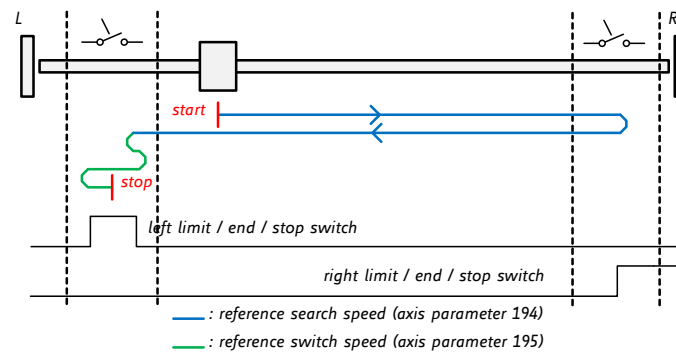 L
R
start
stop
left limit / end / stop switch
right limit / end / stop switch
: reference search speed (axis parameter 194)
: reference switch speed (axis parameter 195)